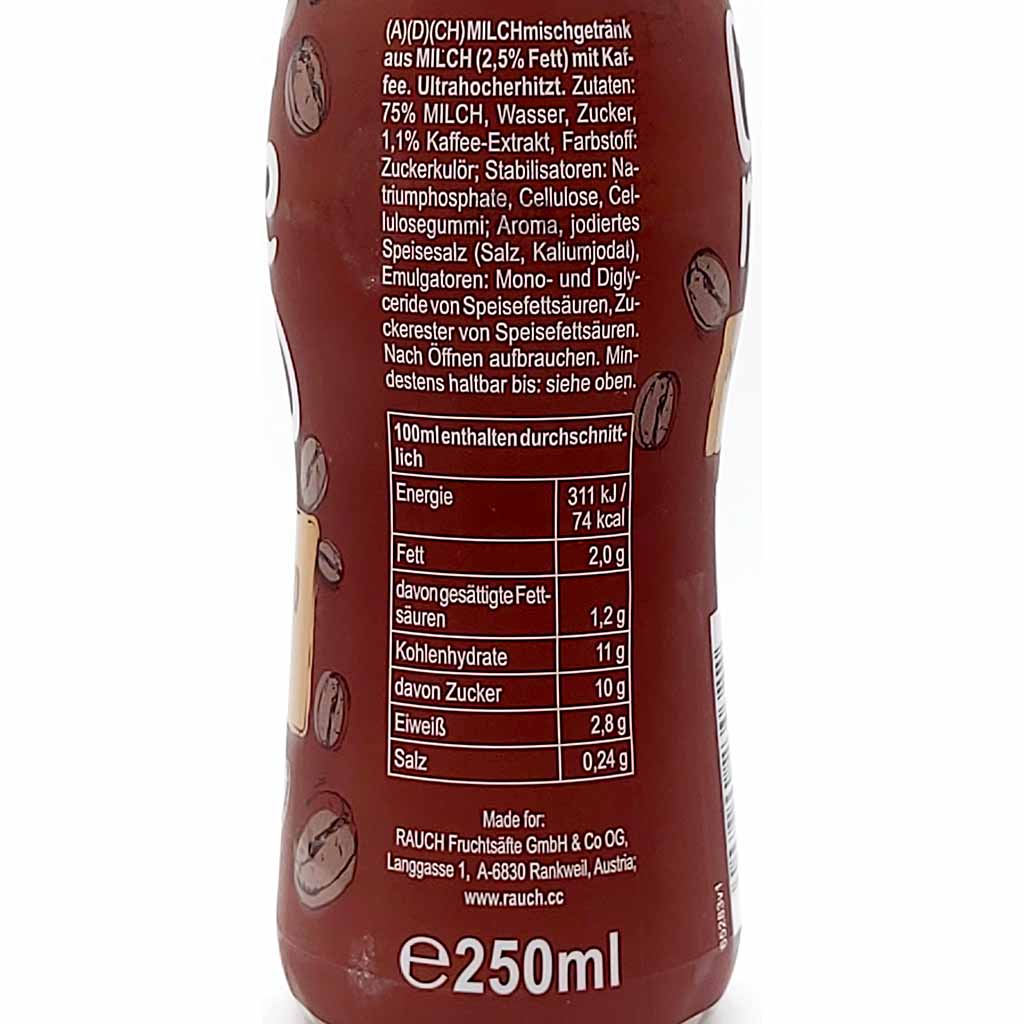 (A)(D)(CH)MILCHmischgetränk
aus MILCH (2,5% Fett) mit Kaf-
fee. Ultrahocherhitzt. Zutaten:
75% MILCH, Wasser, Zucker,
1,1% Kaffee-Extrakt, Farbstoff:
Zuckerkulör; Stabilisatoren: Na-
triumphosphate, Cellulose, Cel-
lulosegummi; Aroma, jodiertes
Speisesalz (Salz, Kaliumjodat),
Emulgatoren: Mono- und Digly-
ceride von Speisefettsäuren, Zu-
ckerester von Speisefettsäuren.
Nach Öffnen aufbrauchen. Min-
destens haltbar bis: siehe oben.
100ml enthalten durchschnitt-
lich
Energie 311 kJ /
74 kcal
Fett 2,0 g
davon gesättigte Fett-
säuren 1,2 g
Kohlenhydrate 11 g
davon Zucker 10 g
Eiweiß 2,8 g
Salz 0,24 g
Made for:
RAUCH Fruchtsäfte GmbH & Co OG,
Langgasse 1, A-6830 Rankweil, Austria;
www.rauch.cc
e250ml
65283v1